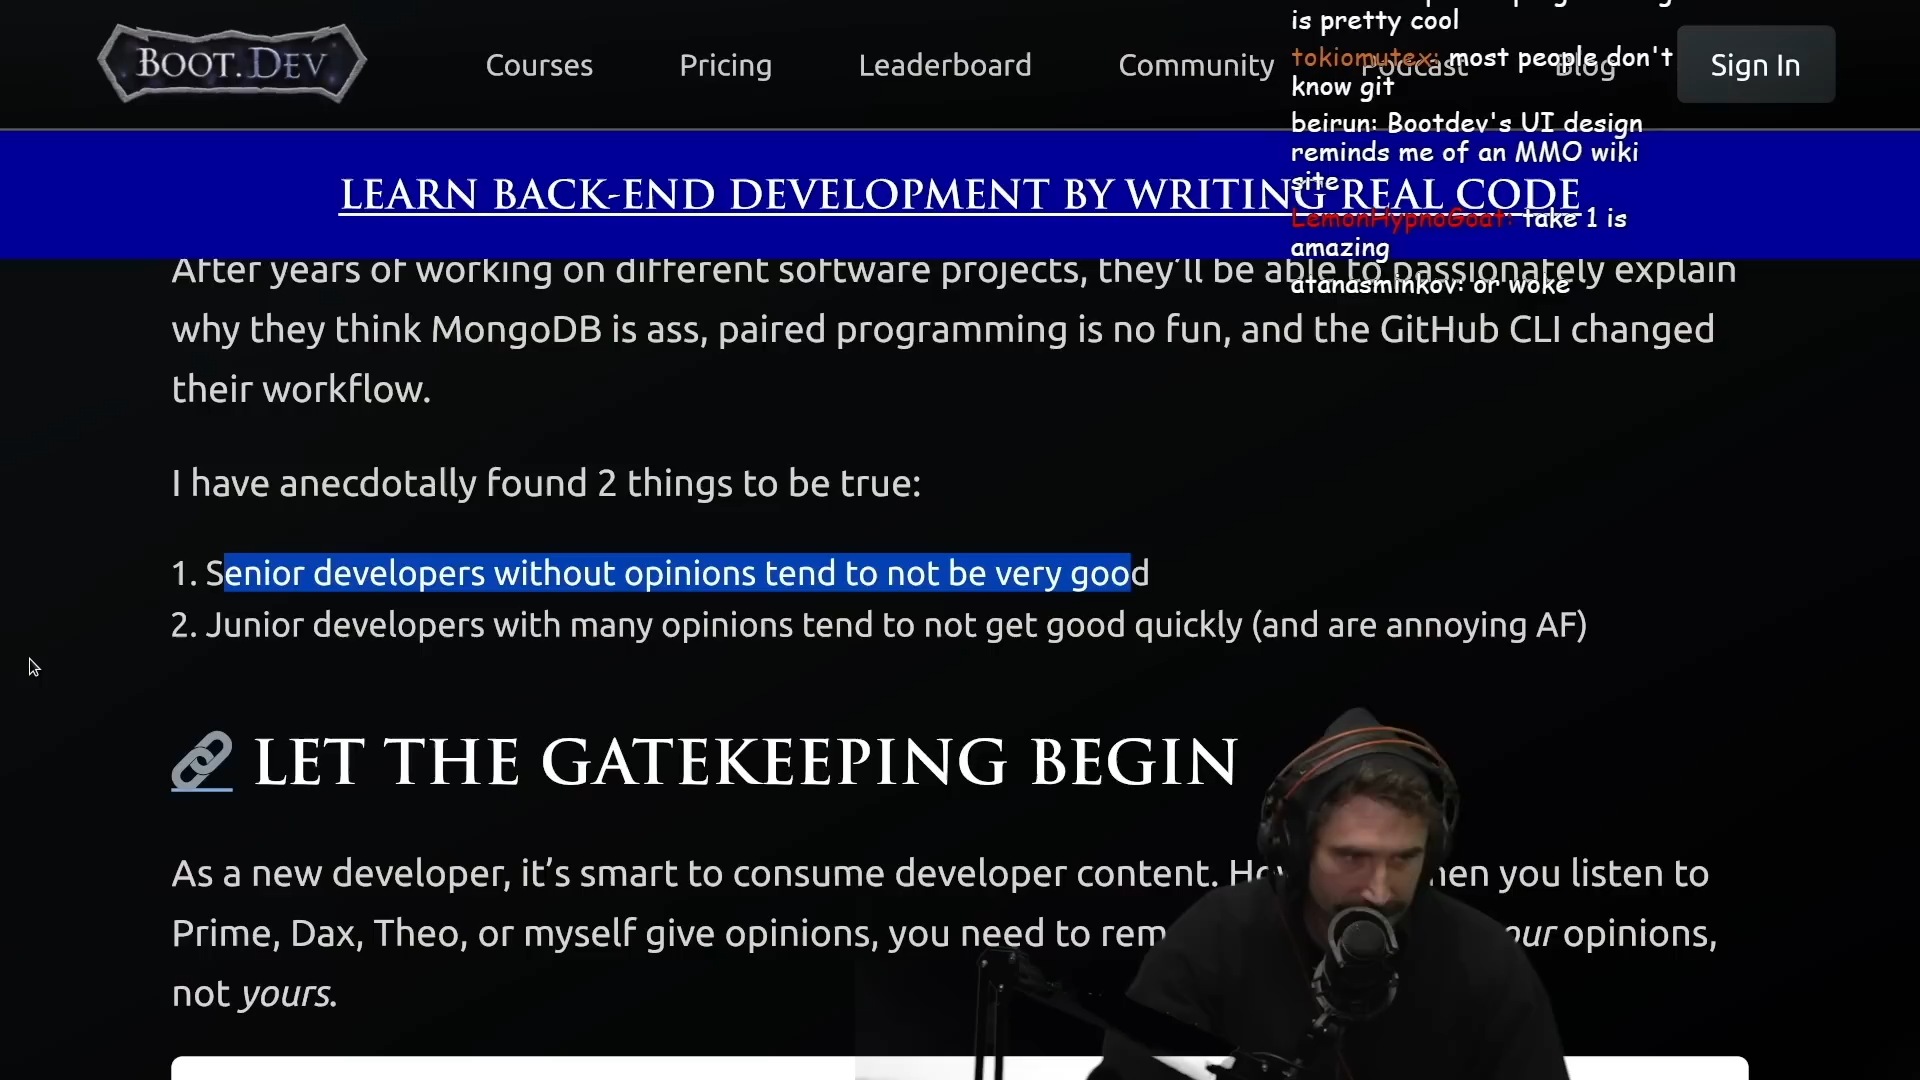 BOOT.DEV
Courses
Pricing
Leaderboard
Community
Podcast
Blog
Sign In
is pretty cool
tokiomutex: most people don't
know git
beirun: Bootdev's UI design
reminds me of an MMO wiki
site
LemonHypnoGoat: take 1 is
amazing
atanasminkov: or woke
LEARN BACK-END DEVELOPMENT BY WRITING REAL CODE
After years of working on different software projects, they'll be able to passionately explain
why they think MongoDB is ass, paired programming is no fun, and the GitHub CLI changed
their workflow.
I have anecdotally found 2 things to be true:
1. Senior developers without opinions tend to not be very good
2. Junior developers with many opinions tend to not get good quickly (and are annoying AF)
LET THE GATEKEEPING BEGIN
As a new developer, it's smart to consume developer content. you listen to
Prime, Dax, Theo, or myself give opinions, you need to opinions,
not yours.